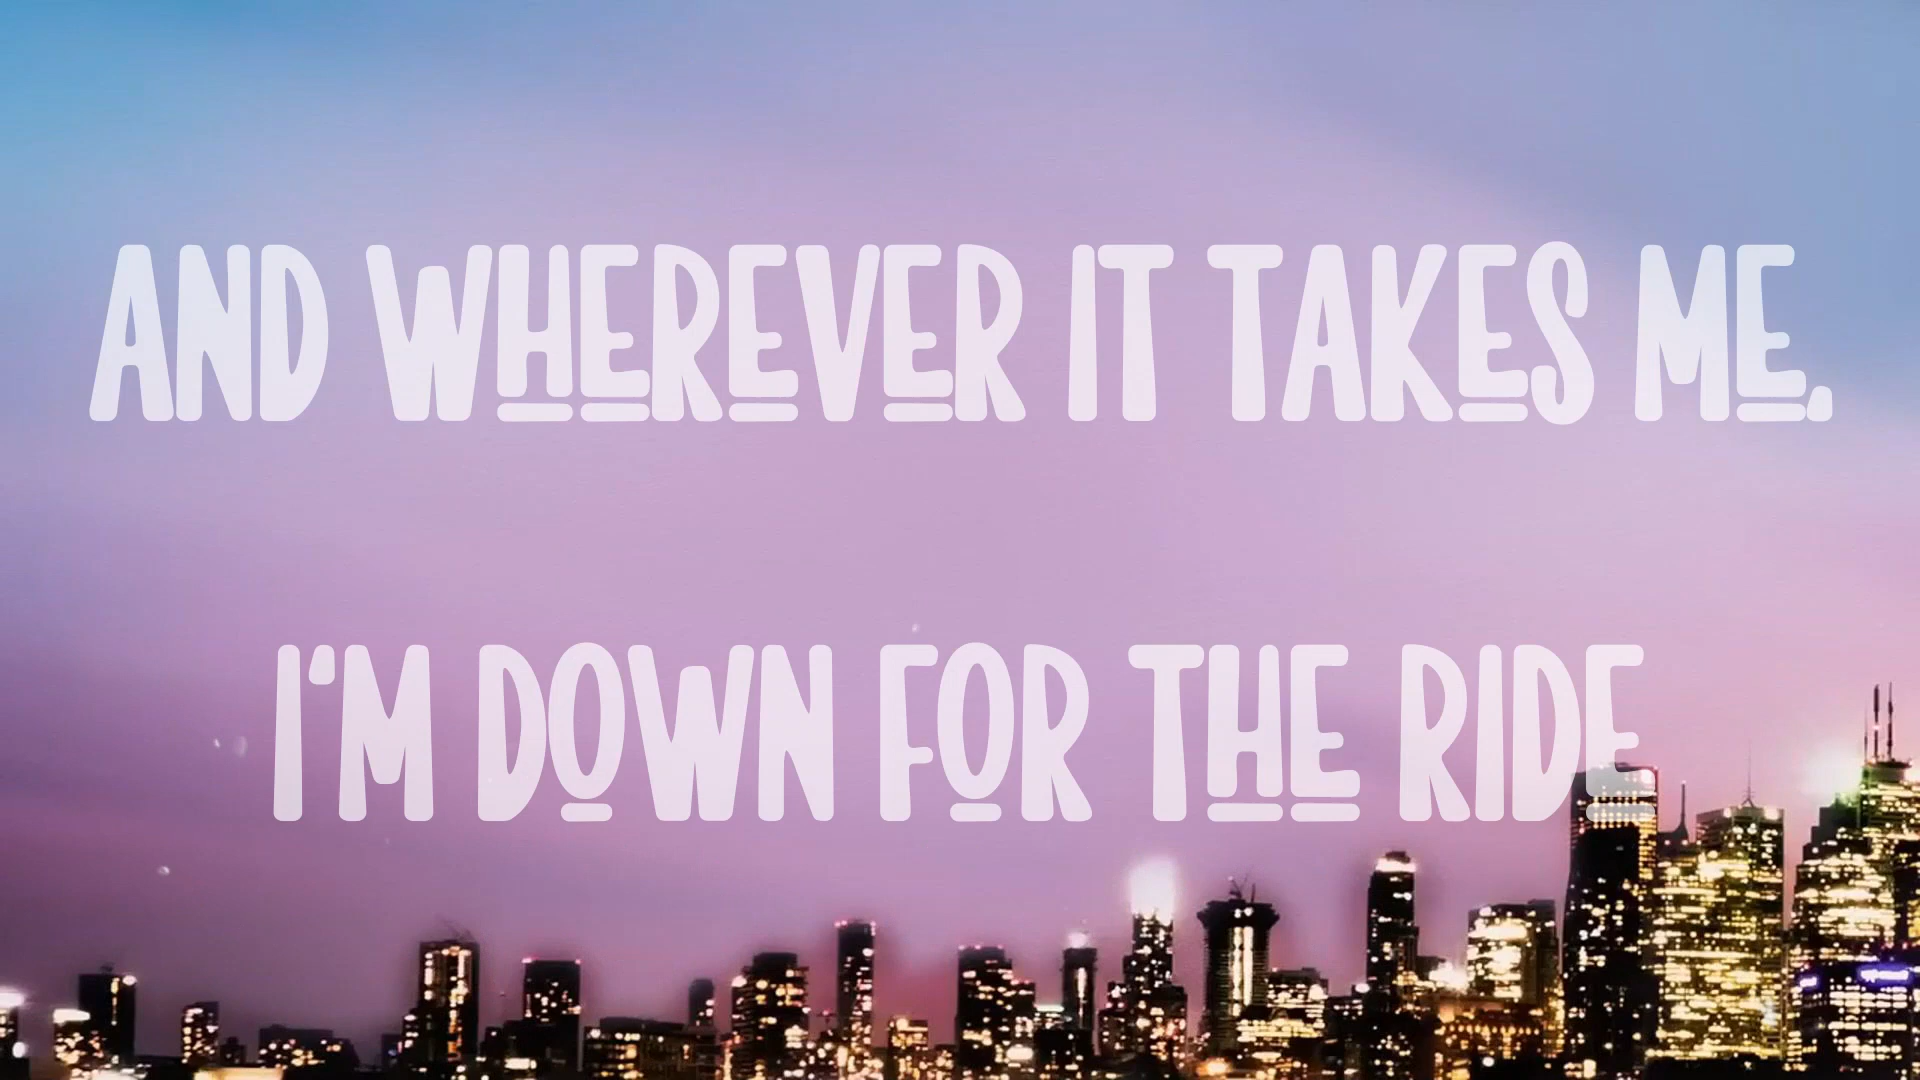 AND WHEREVER IT TAKES ME,
I'M DOWN FOR THE RIDE